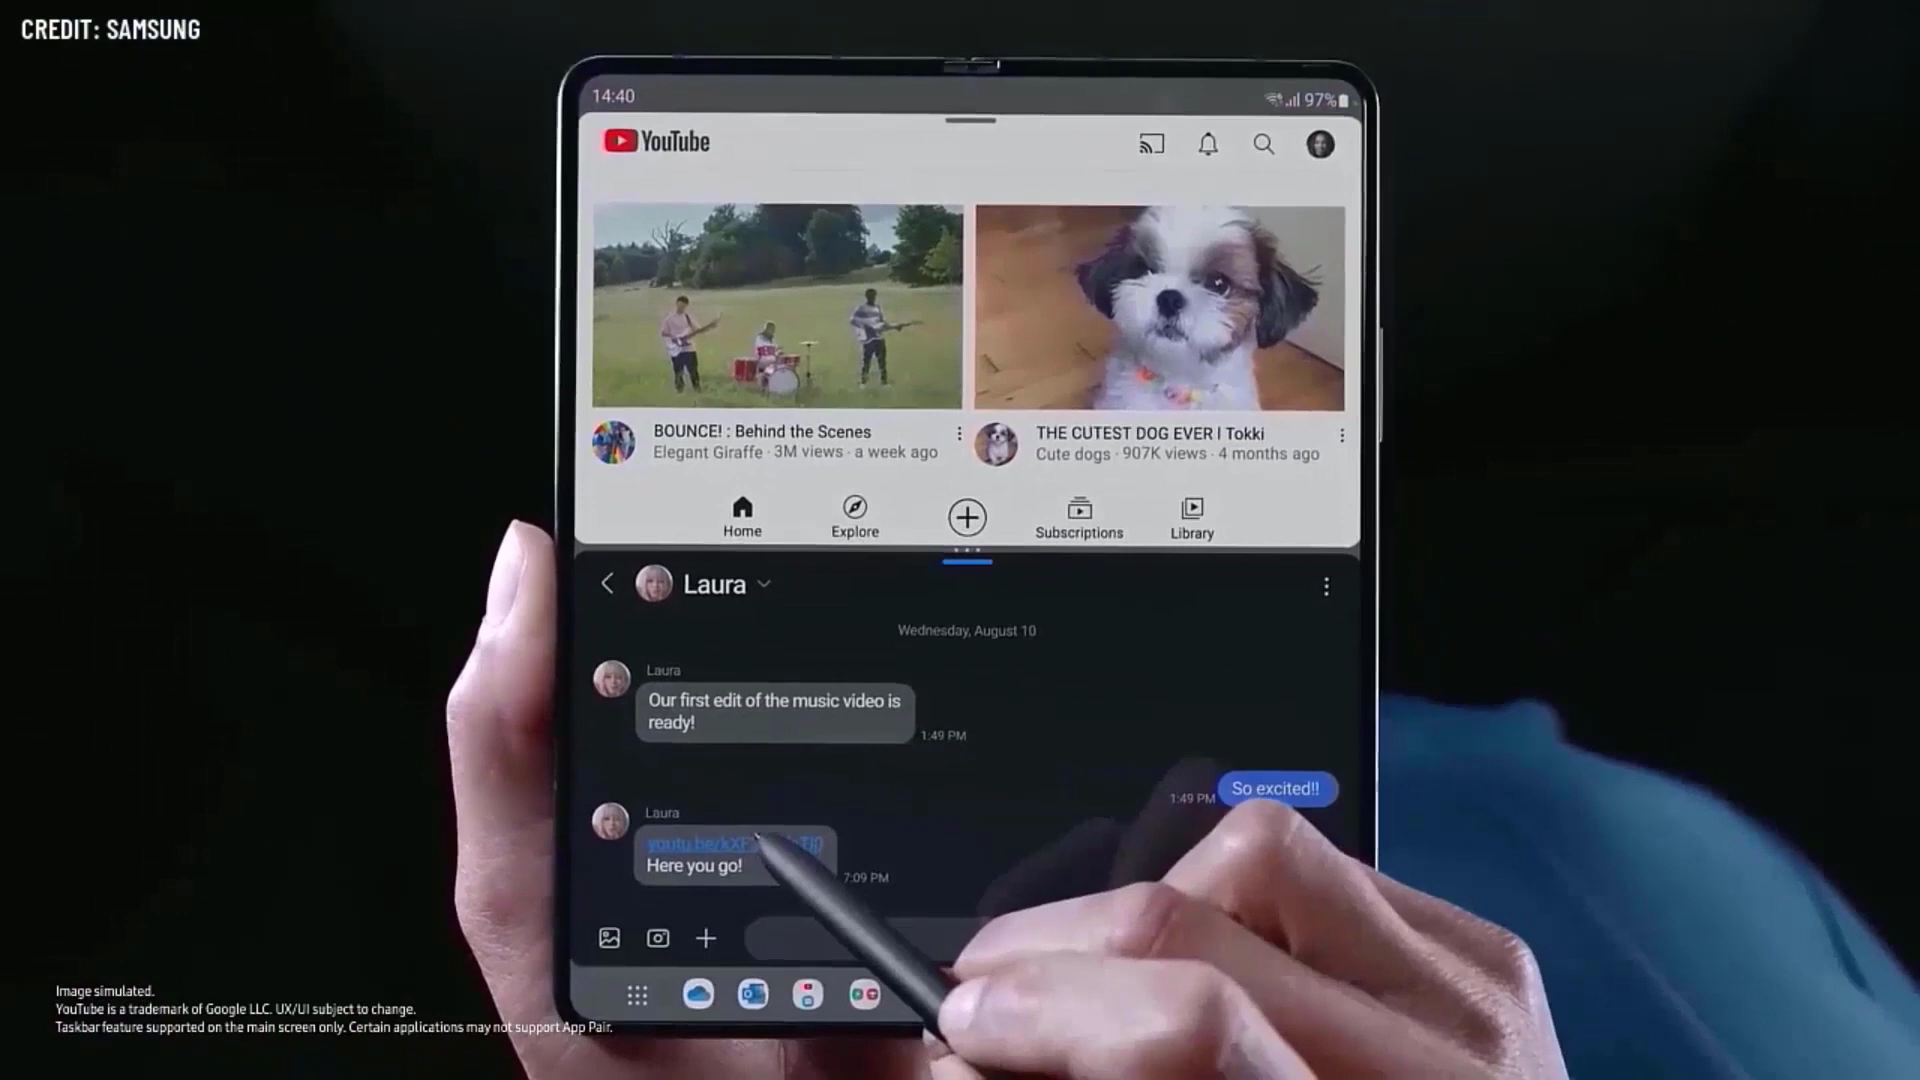 CREDIT: SAMSUNG
14:40
97%
YouTube
BOUNCE! : Behind the Scenes
Elegant Giraffe · 3M views · a week ago
THE CUTEST DOG EVER I Tokki
Cute dogs · 907K views · 4 months ago
Home
Explore
Subscriptions
Library
Laura
Wednesday, August 10
Laura
Our first edit of the music video is
ready!
1:49 PM
So excited!!
1:49 PM
Laura
Here you go!
7:09 PM
Image simulated.
YouTube is a trademark of Google LLC. UX/UI subject to change.
Taskbar feature supported on the main screen only. Certain applications may not support App Pair.